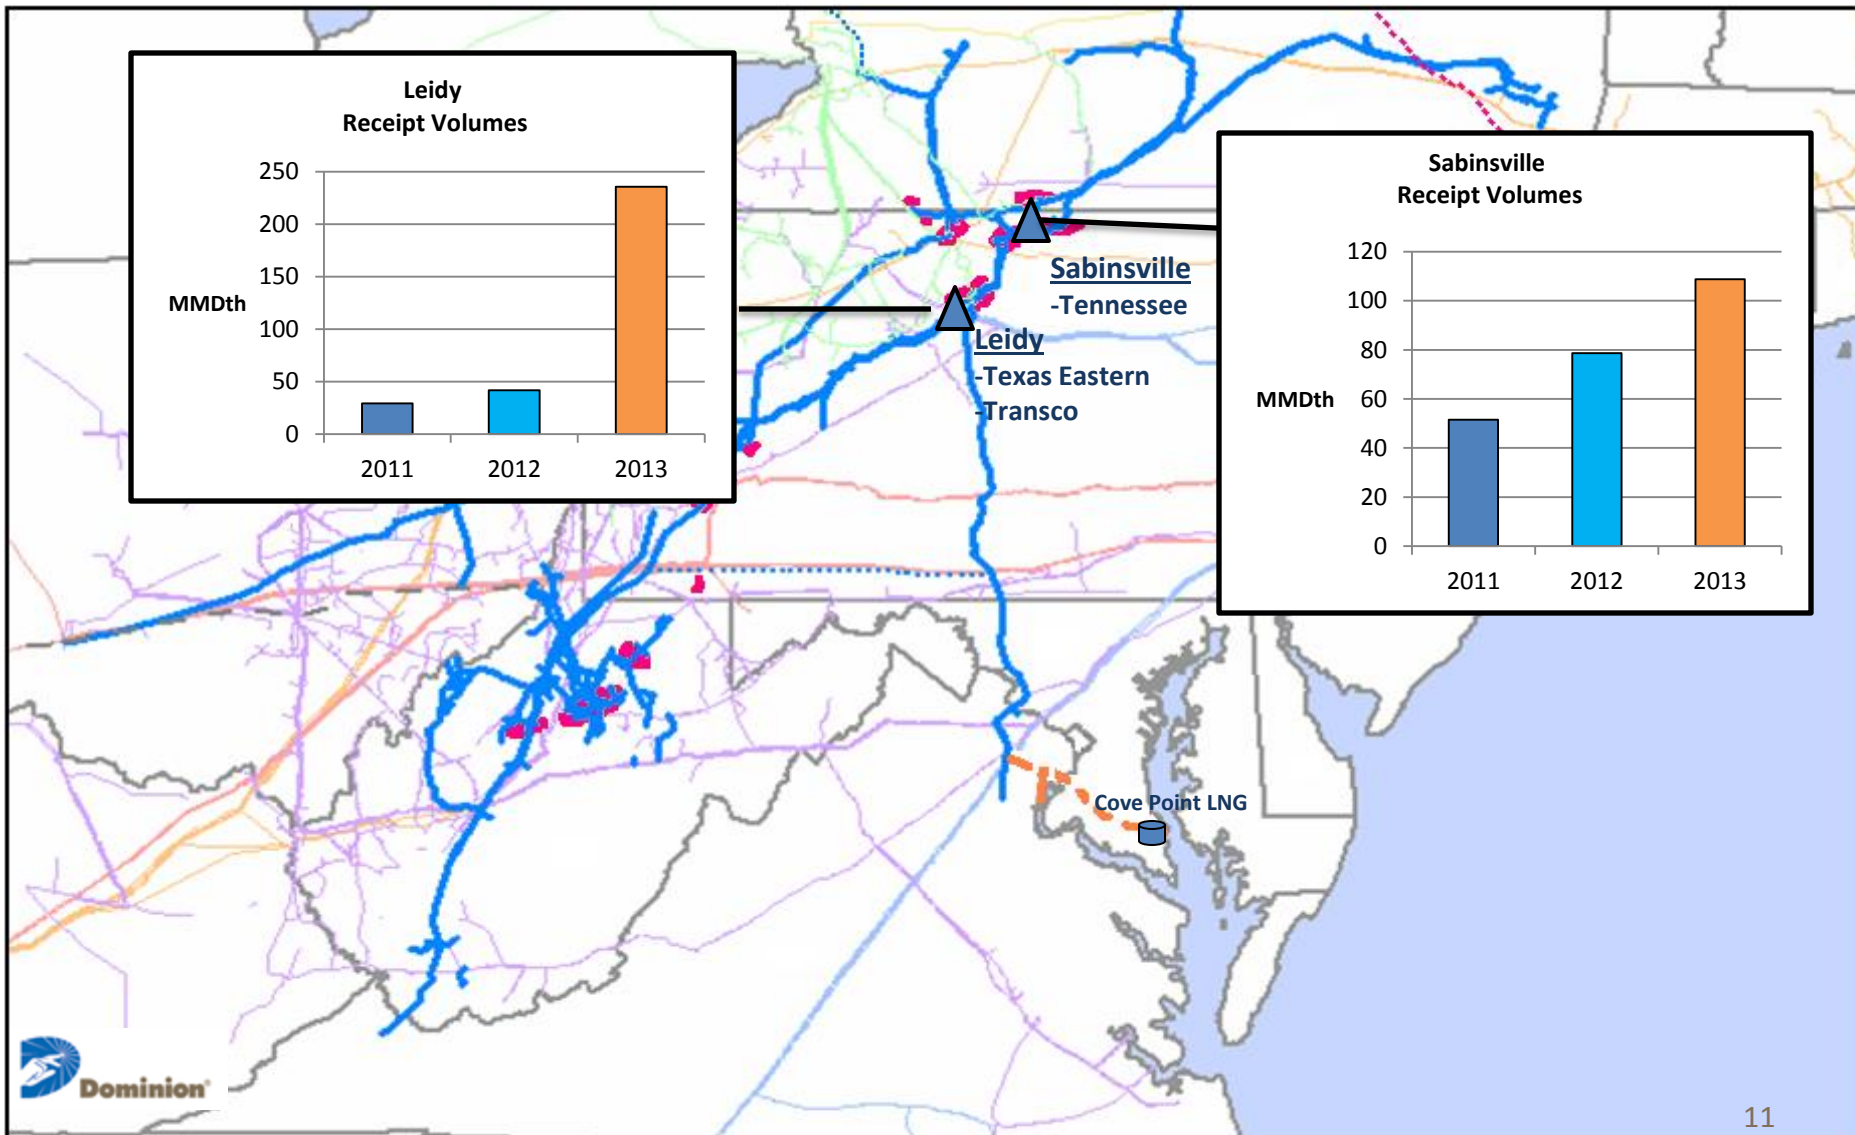 Leidy
Receipt Volumes
250
200
150
100
50
0
MMDth
2011
2012
2013
Sabinsville
Receipt Volumes
120
100
80
60
40
20
0
MMDth
2011
2012
2013
Sabinsville
-Tennessee
Leidy
-Texas Eastern
-Transco
Cove Point LNG
Dominion®
11